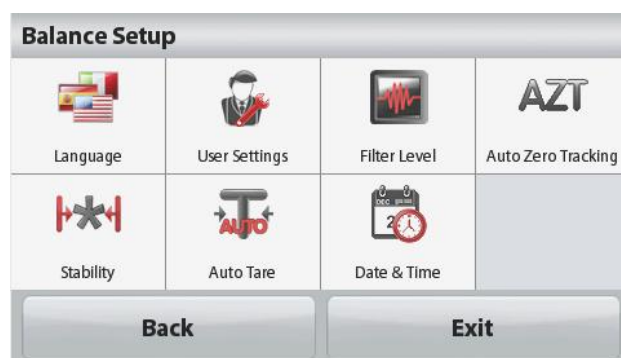 Balance Setup
AZT
Language
User Settings
Filter Level
Auto Zero Tracking
AUTO
DEC
2
Stability
Auto Tare
Date & Time
Back
Exit